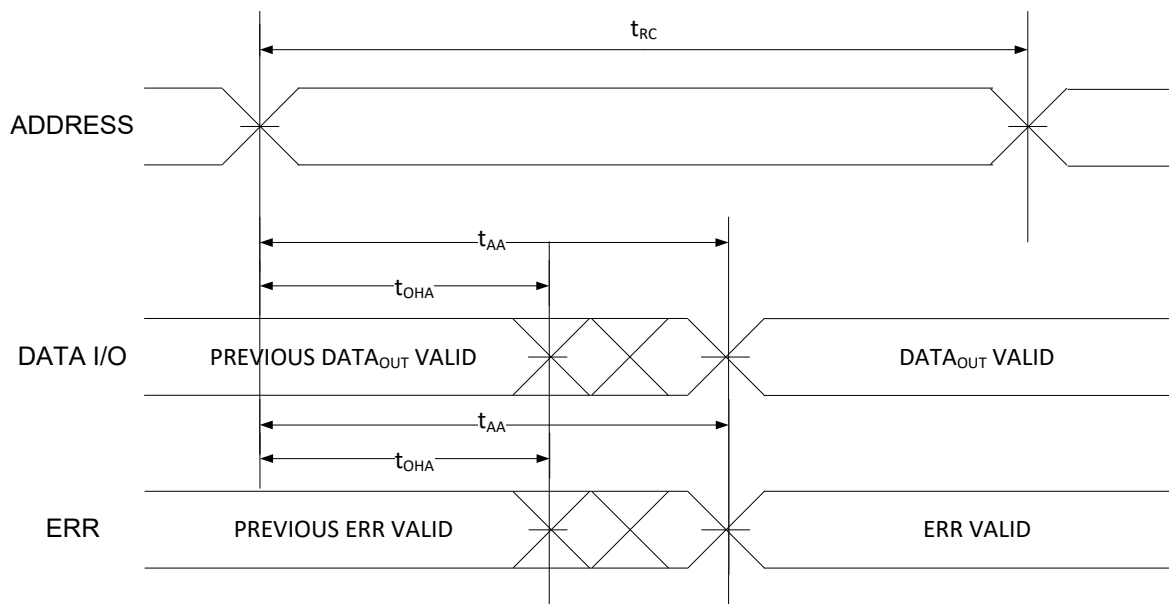 tRC
ADDRESS
tAA
tOHA
DATA I/O
PREVIOUS DATAOUT VALID
DATAOUT VALID
tAA
tOHA
ERR
PREVIOUS ERR VALID
ERR VALID